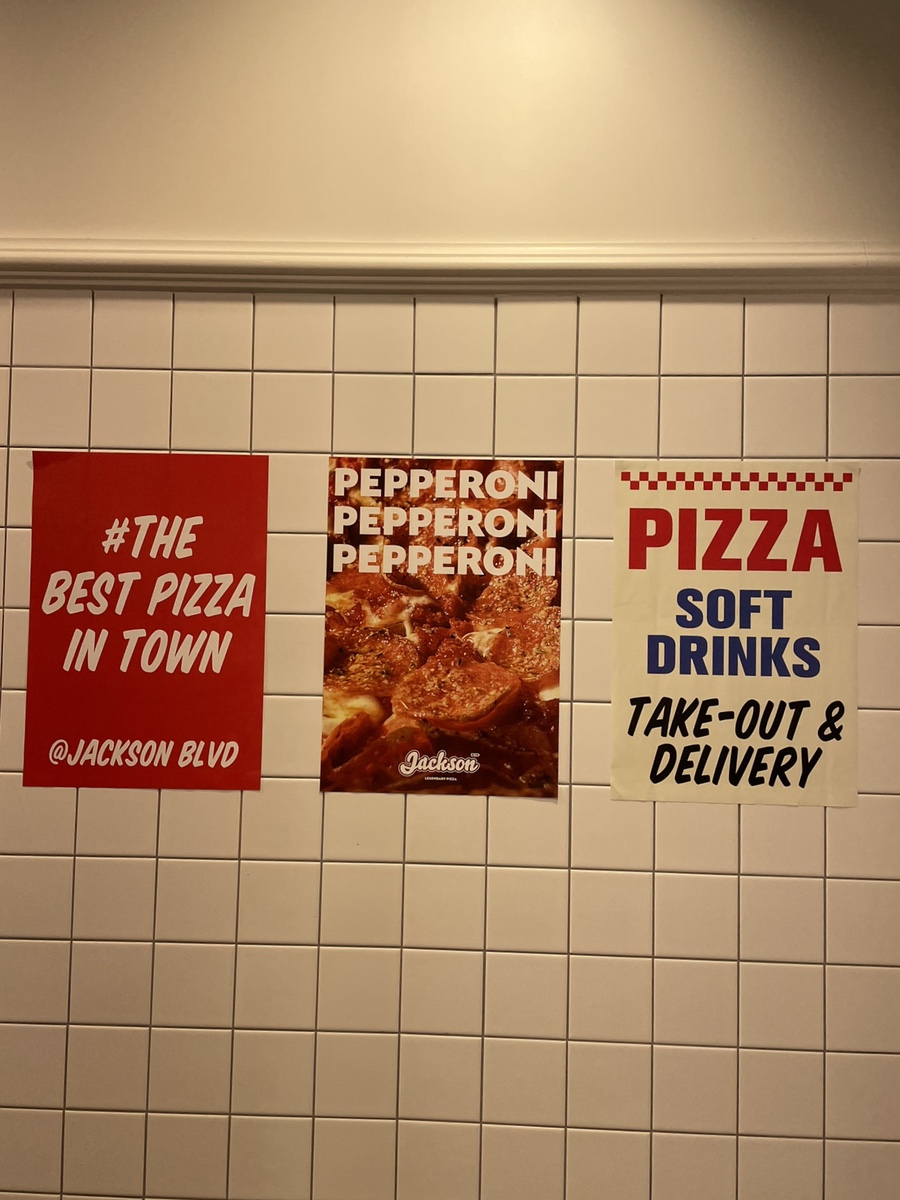 #THE
BEST PIZZA
IN TOWN
@JACKSON BLVD
PEPPERONI
PEPPERONI
PEPPERONI
Jackson
LEGENDARY PIZZA
PIZZA
SOFT
DRINKS
TAKE-OUT &
DELIVERY